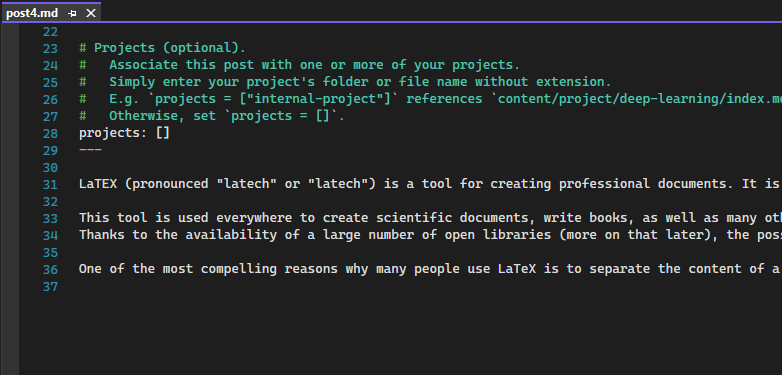 post4.md
22
23 # Projects (optional).
24 #   Associate this post with one or more of your projects.
25 #   Simply enter your project's folder or file name without extension.
26 #   E.g. `projects = ["internal-project"]` references `content/project/deep-learning/index.m
27 #   Otherwise, set `projects = []`.
28 projects: []
29 ---
30
31 LaTEX (pronounced "latech" or "latech") is a tool for creating professional documents. It is
32
33 This tool is used everywhere to create scientific documents, write books, as well as many ot
34 Thanks to the availability of a large number of open libraries (more on that later), the pos
35
36 One of the most compelling reasons why many people use LaTeX is to separate the content of a
37